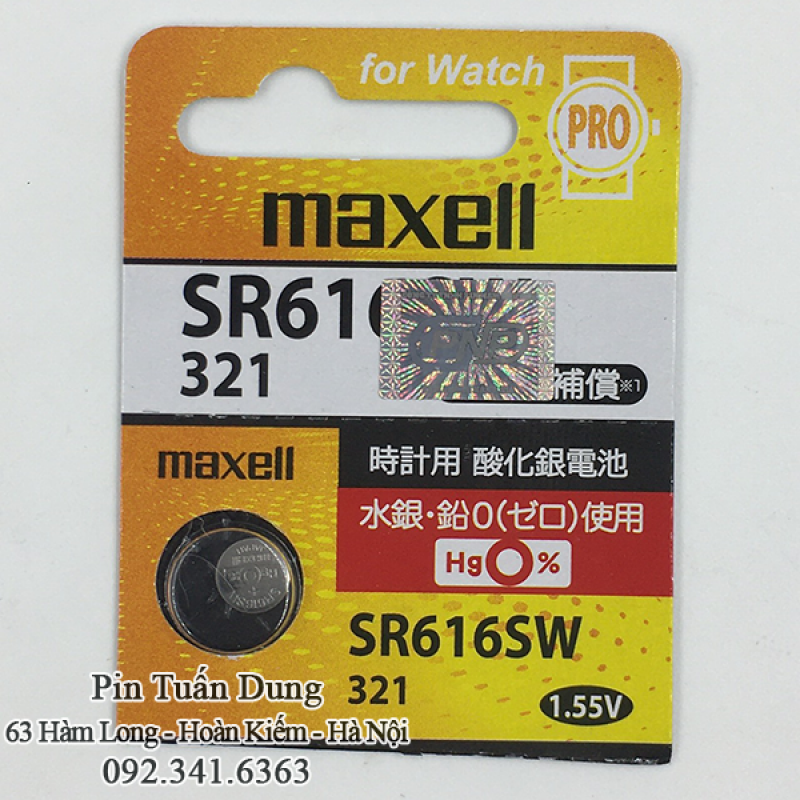 for Watch
PRO
maxell
SR616
321
DNP
補償※1
maxell
時計用 酸化銀電池
水銀・鉛0(ゼロ)使用
Hg0%
SR616SW
321
1.55V
Pin Tuấn Dung
63 Hàm Long - Hoàn Kiếm - Hà Nội
092.341.6363